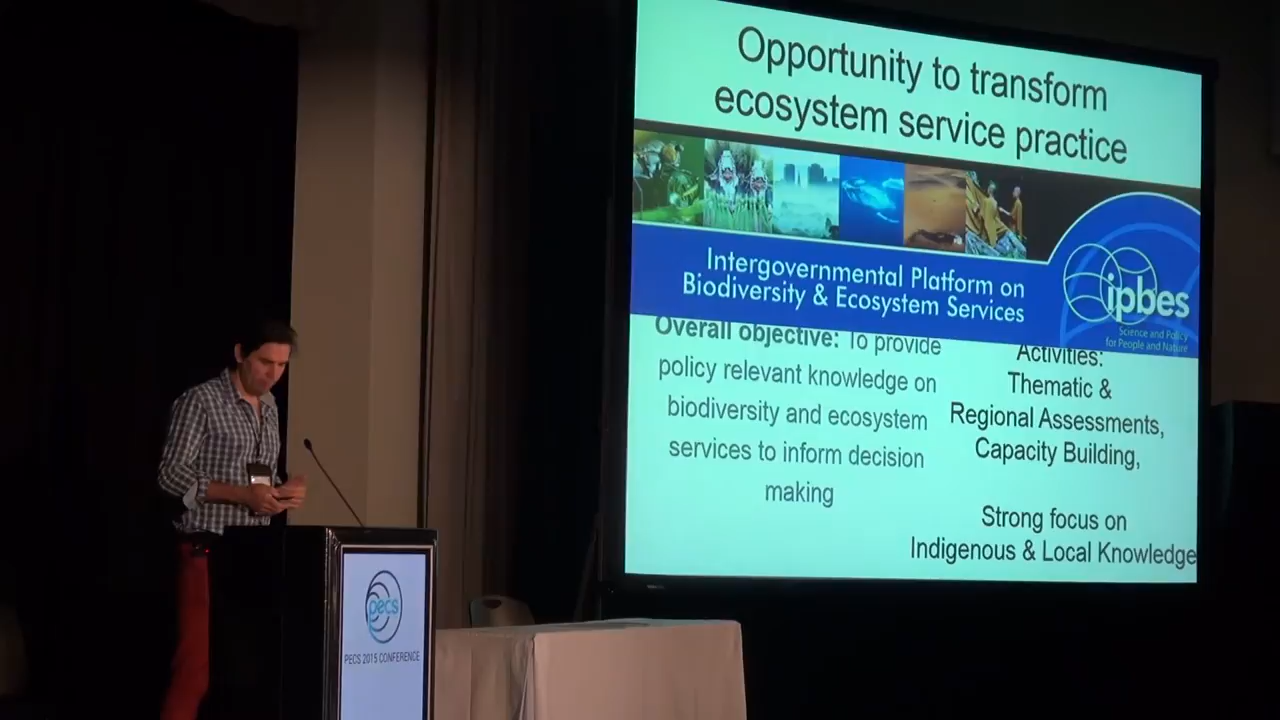 Opportunity to transform
ecosystem service practice
Intergovernmental Platform on
Biodiversity & Ecosystem Services
ipbes
Science and Policy
for People and Nature
Overall objective: To provide
policy relevant knowledge on
biodiversity and ecosystem
services to inform decision
making
Activities:
Thematic &
Regional Assessments,
Capacity Building,
Strong focus on
Indigenous & Local Knowledge
pecs
PECS 2015 CONFERENCE